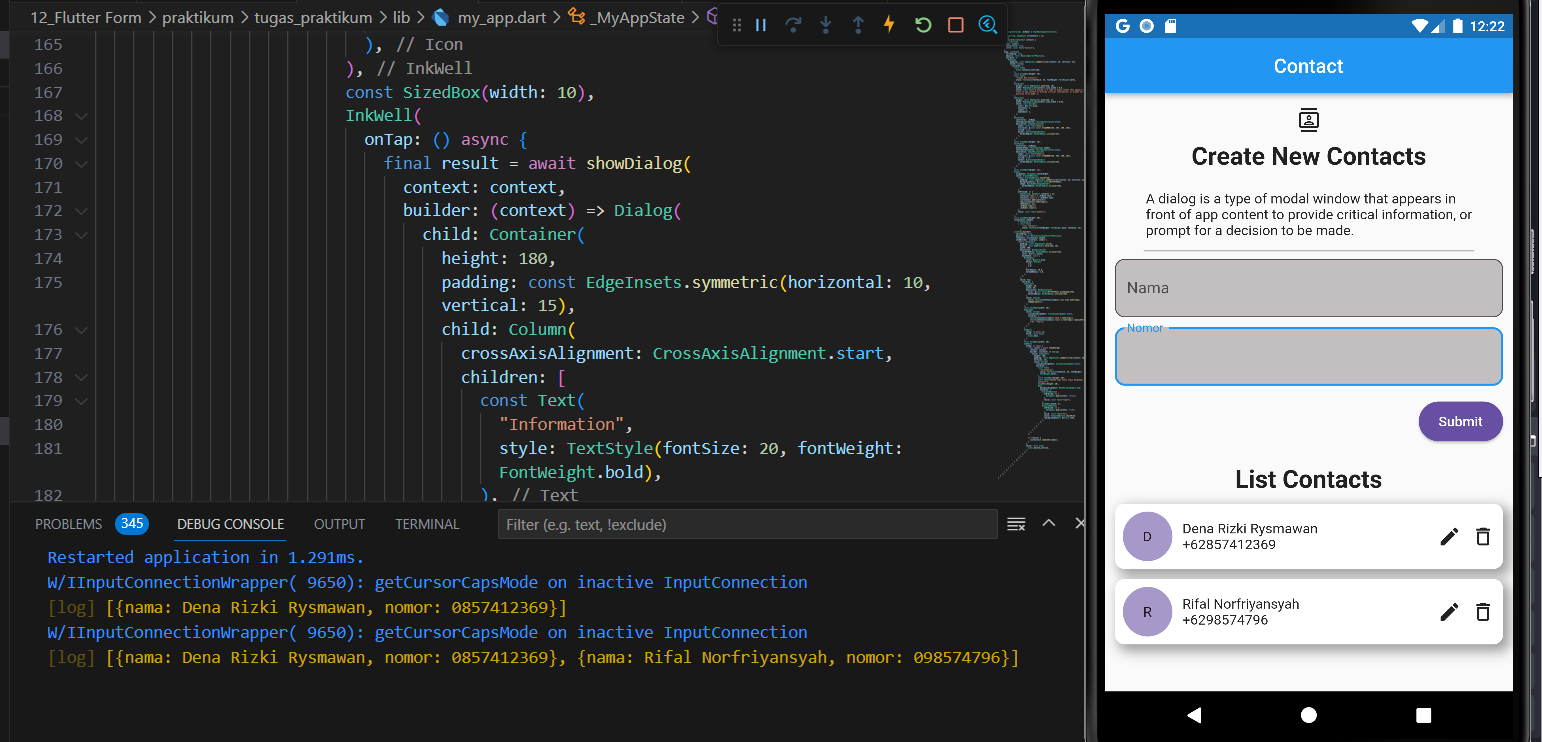 12_Flutter Form > praktikum > tugas_praktikum > lib > my_app.dart > _MyAppState >
165 ), // Icon
166 ), // InkWell
167 const SizedBox(width: 10),
168 InkWell(
169 onTap: () async {
170 final result = await showDialog(
171 context: context,
172 builder: (context) => Dialog(
173 child: Container(
174 height: 180,
175 padding: const EdgeInsets.symmetric(horizontal: 10,
vertical: 15),
176 child: Column(
177 crossAxisAlignment: CrossAxisAlignment.start,
178 children: [
179 const Text(
180 "Information",
181 style: TextStyle(fontSize: 20, fontWeight:
FontWeight.bold),
182 ), // Text
PROBLEMS 345 DEBUG CONSOLE OUTPUT TERMINAL Filter (e.g. text, !exclude)
Restarted application in 1.291ms.
W/IInputConnectionWrapper( 9650): getCursorCapsMode on inactive InputConnection
[log] [{nama: Dena Rizki Rysmawan, nomor: 0857412369}]
W/IInputConnectionWrapper( 9650): getCursorCapsMode on inactive InputConnection
[log] [{nama: Dena Rizki Rysmawan, nomor: 0857412369}, {nama: Rifal Norfriyansyah, nomor: 098574796}]
G 12:22
Contact
Create New Contacts
A dialog is a type of modal window that appears in
front of app content to provide critical information, or
prompt for a decision to be made.
Nama
Nomor
Submit
List Contacts
D
Dena Rizki Rysmawan
+62857412369
R
Rifal Norfriyansyah
+6298574796